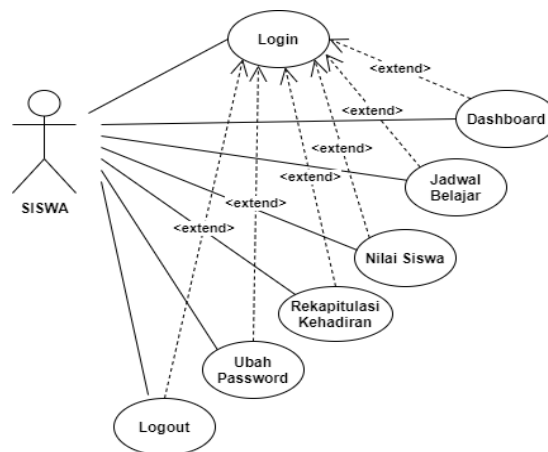 Login
<extend>
Dashboard
<extend>
<extend>
Jadwal
Belajar
SISWA
<extend>
<extend>
<extend>
Nilai Siswa
Rekapitulasi
Kehadiran
Ubah
Password
Logout